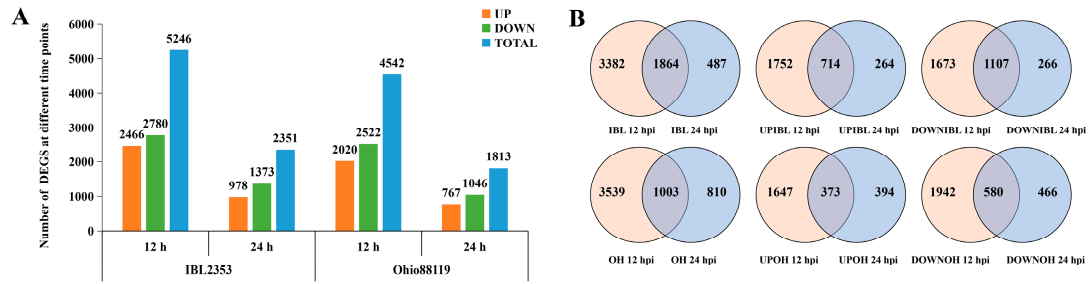 A
Number of DEGS at different time points
6000
5000
4000
3000
2000
1000
0
UP
DOWN
TOTAL
2466
2780
5246
978
1373
2351
2020
2522
4542
767
1046
1813
12 h
24 h
12 h
24 h
IBL2353
Ohio88119
B
3382 1864 487
IBL 12 hpi IBL 24 hpi
1752 714 264
UPIBL 12 hpi UPIBL 24 hpi
1673 1107 266
DOWNIBL 12 hpi DOWNIBL 24 hpi
3539 1003 810
OH 12 hpi OH 24 hpi
1647 373 394
UPOH 12 hpi UPOH 24 hpi
1942 580 466
DOWNOH 12 hpi DOWNOH 24 hpi